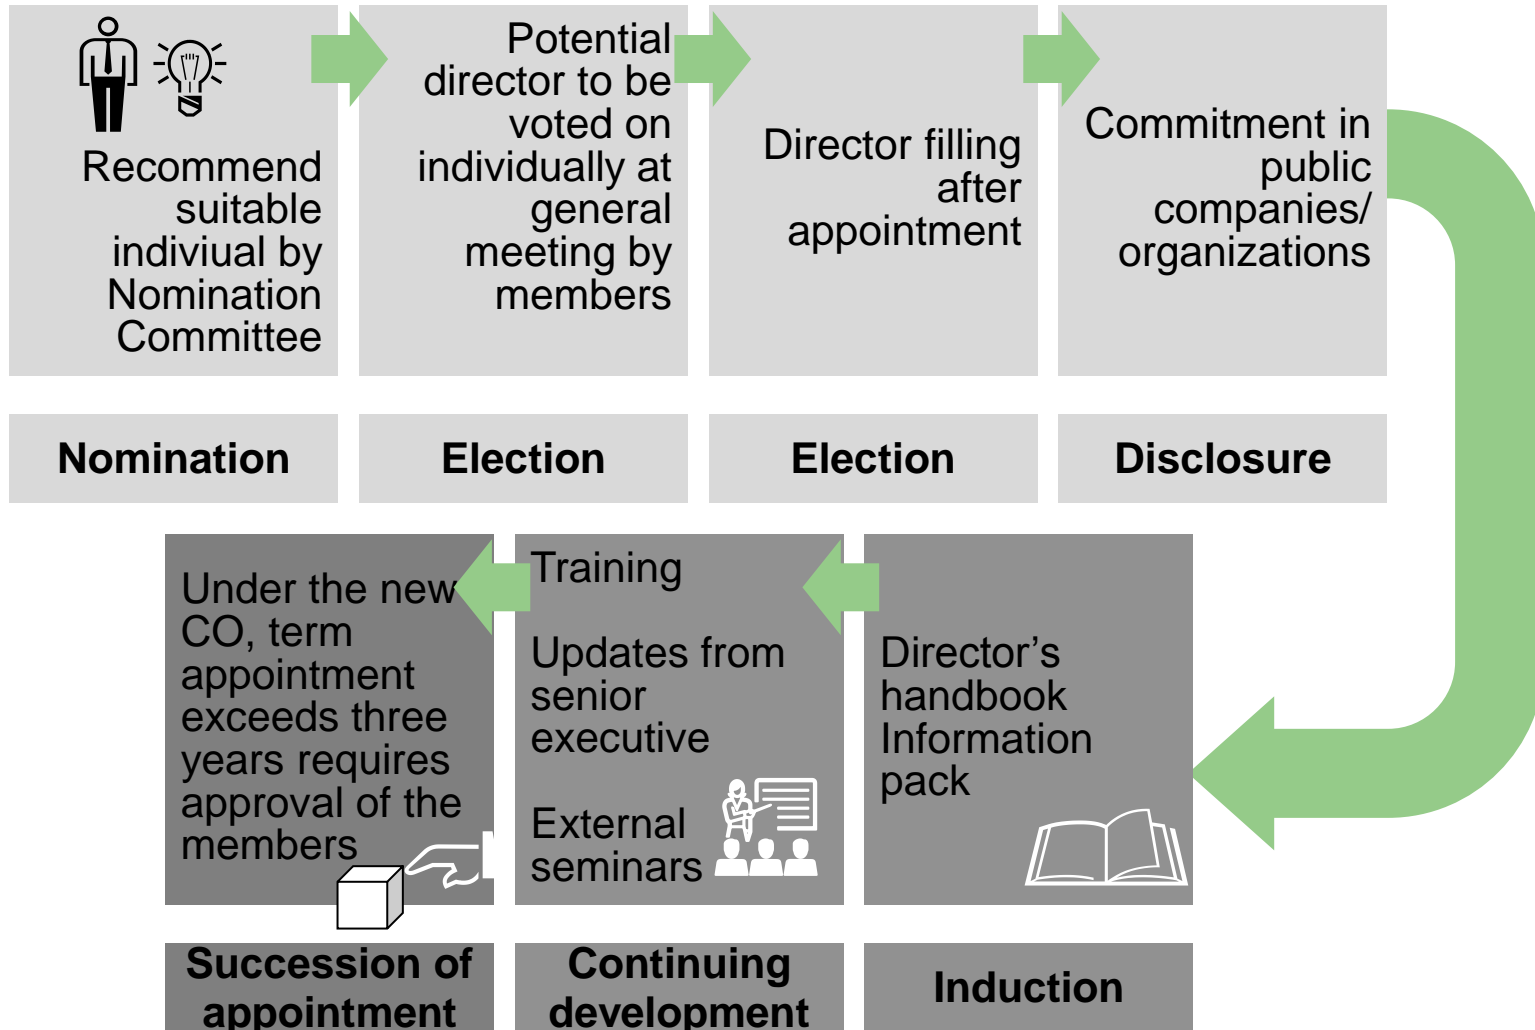 Recommend
suitable
indiviual by
Nomination
Committee
Potential
director to be
voted on
individually at
general
meeting by
members
Director filling
after
appointment
Commitment in
public
companies/
organizations
Nomination
Election
Election
Disclosure
Director’s
handbook
Information
pack
Training
Updates from
senior
executive
External
seminars
Under the new
CO, term
appointment
exceeds three
years requires
approval of the
members
Induction
Continuing
development
Succession of
appointment